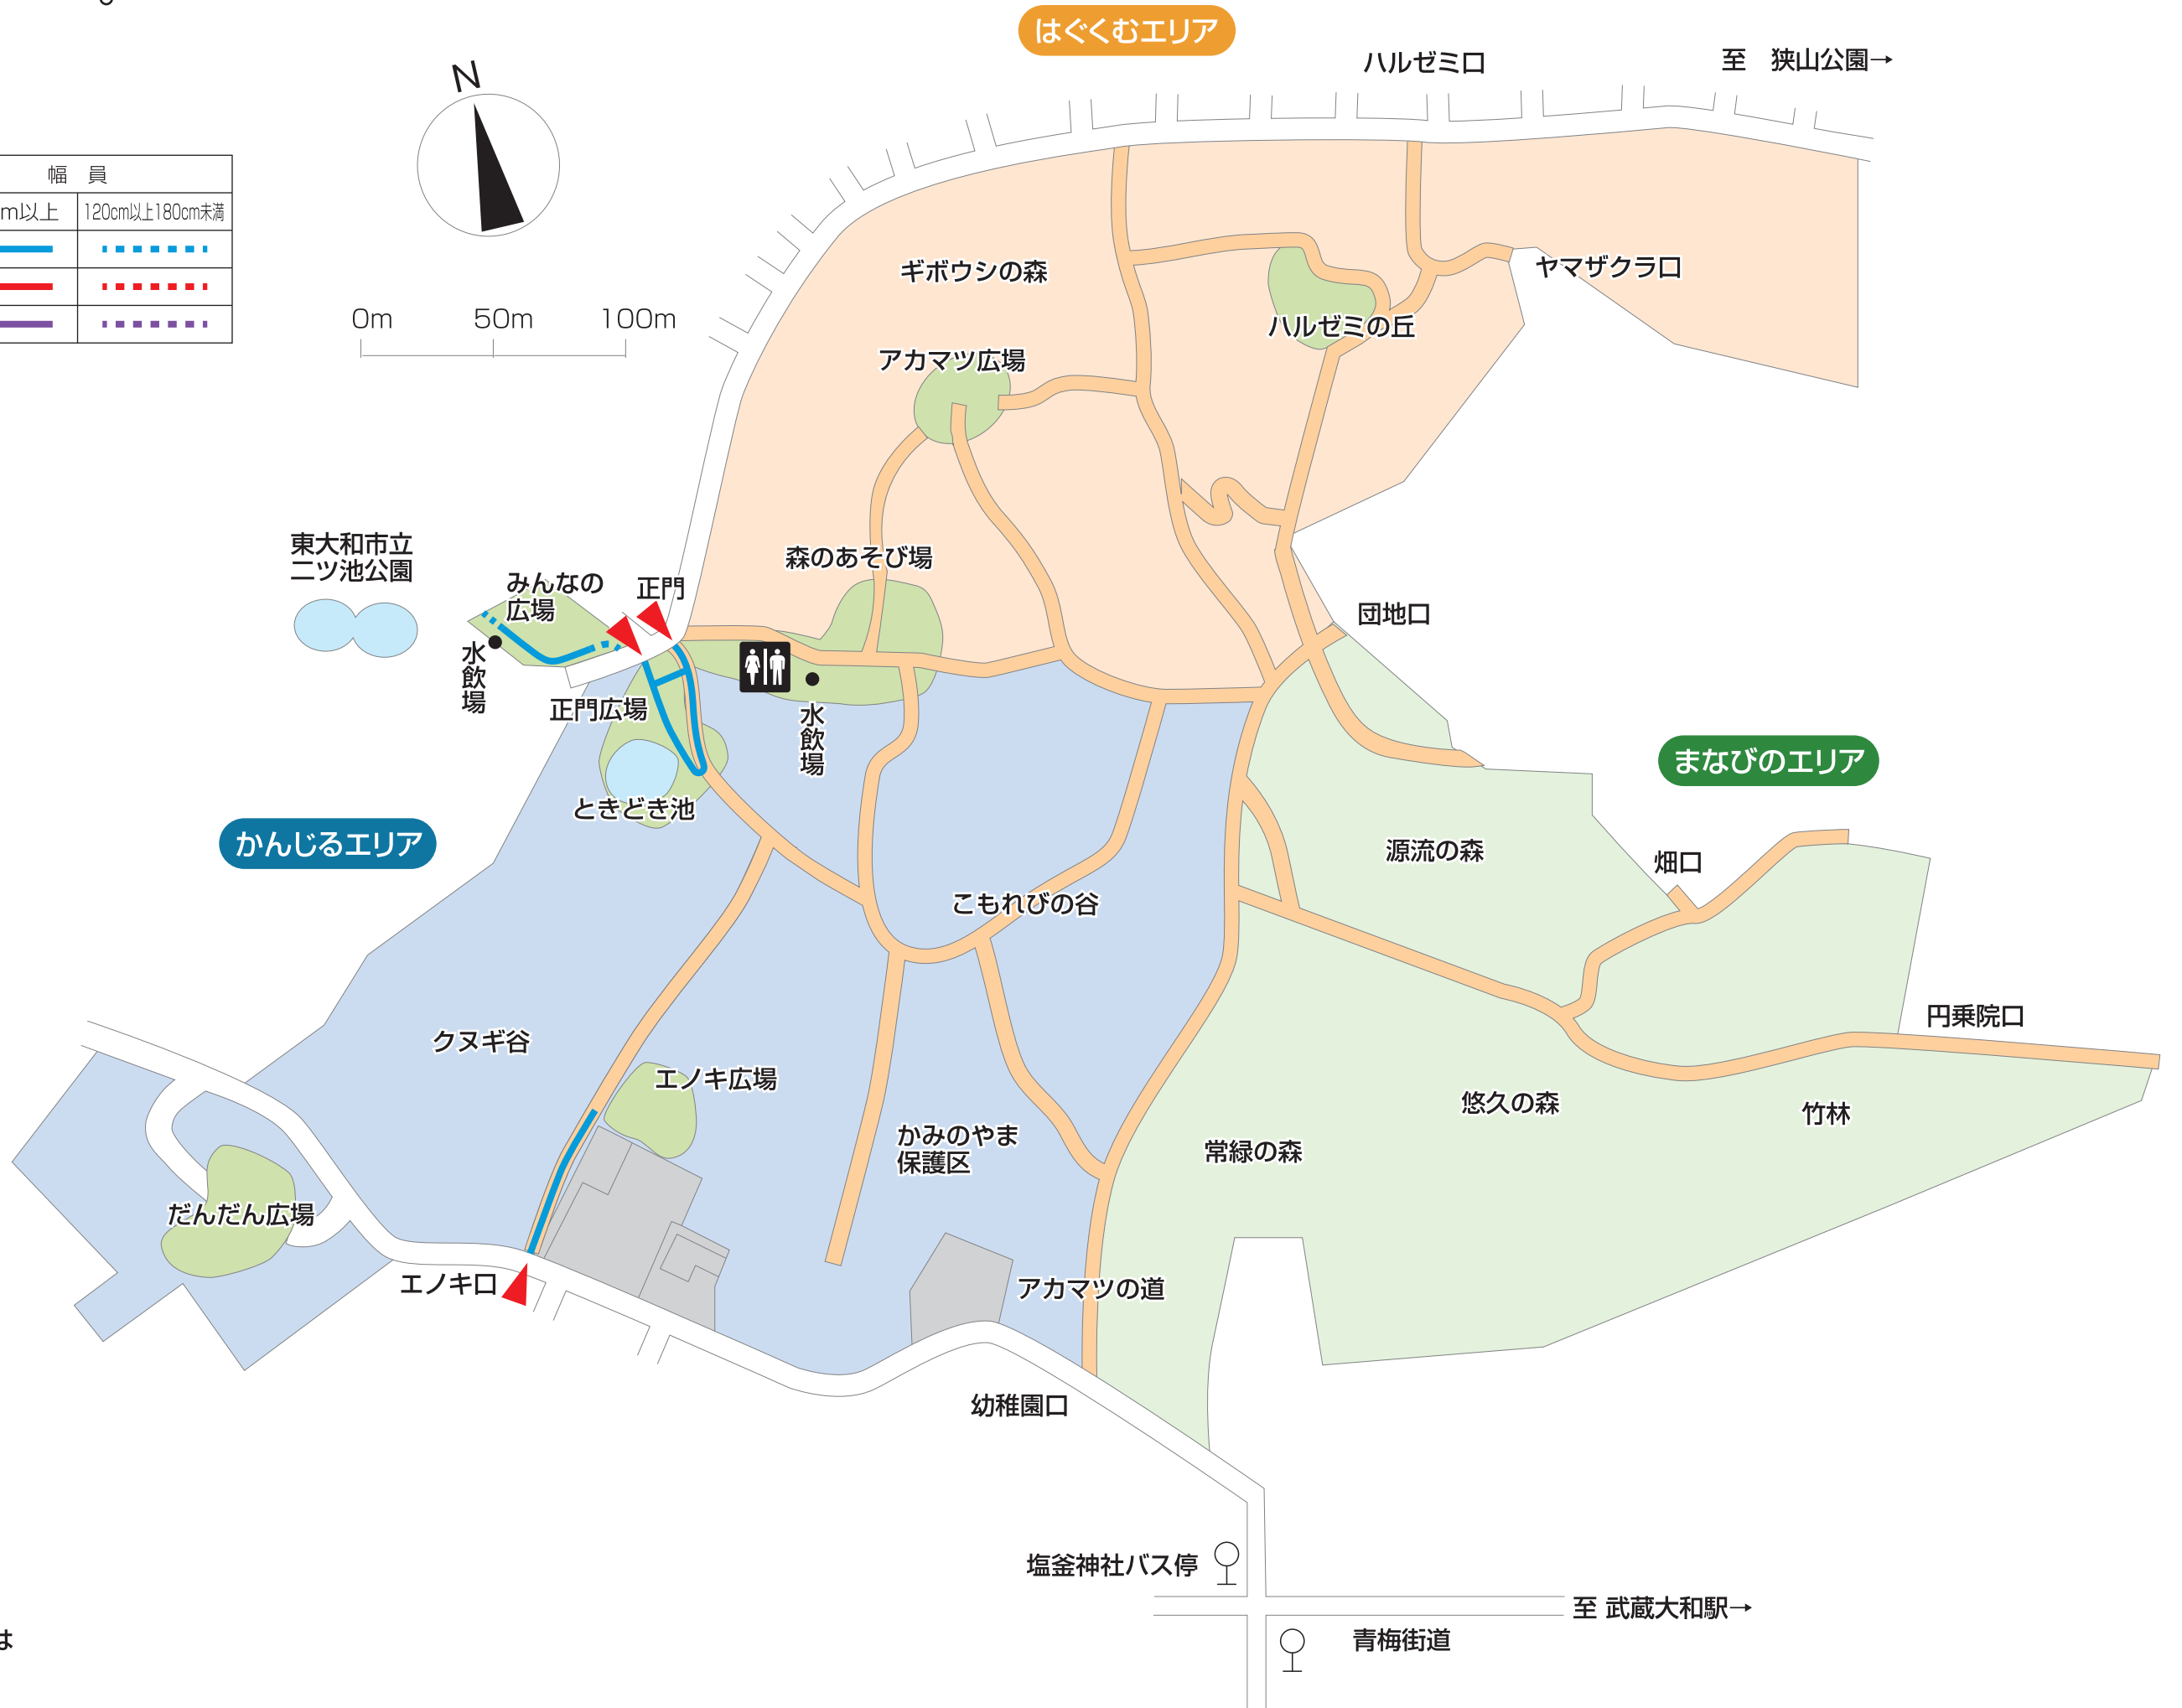 はぐくむエリア
ハルゼミ口
至　狭山公園→
N
幅　員
m以上
120cm以上180cm未満
0m
50m
100m
ギボウシの森
ヤマザクラ口
ハルゼミの丘
アカマツ広場
東大和市立
二ツ池公園
みんなの
広場
正門
森のあそび場
団地口
水飲場
正門広場
水飲場
まなびのエリア
ときどき池
かんじるエリア
源流の森
畑口
こもれびの谷
クヌギ谷
エノキ広場
円乗院口
悠久の森
竹林
かみのやま
保護区
常緑の森
だんだん広場
エノキ口
アカマツの道
幼稚園口
塩釜神社バス停
至 武蔵大和駅→
青梅街道
は